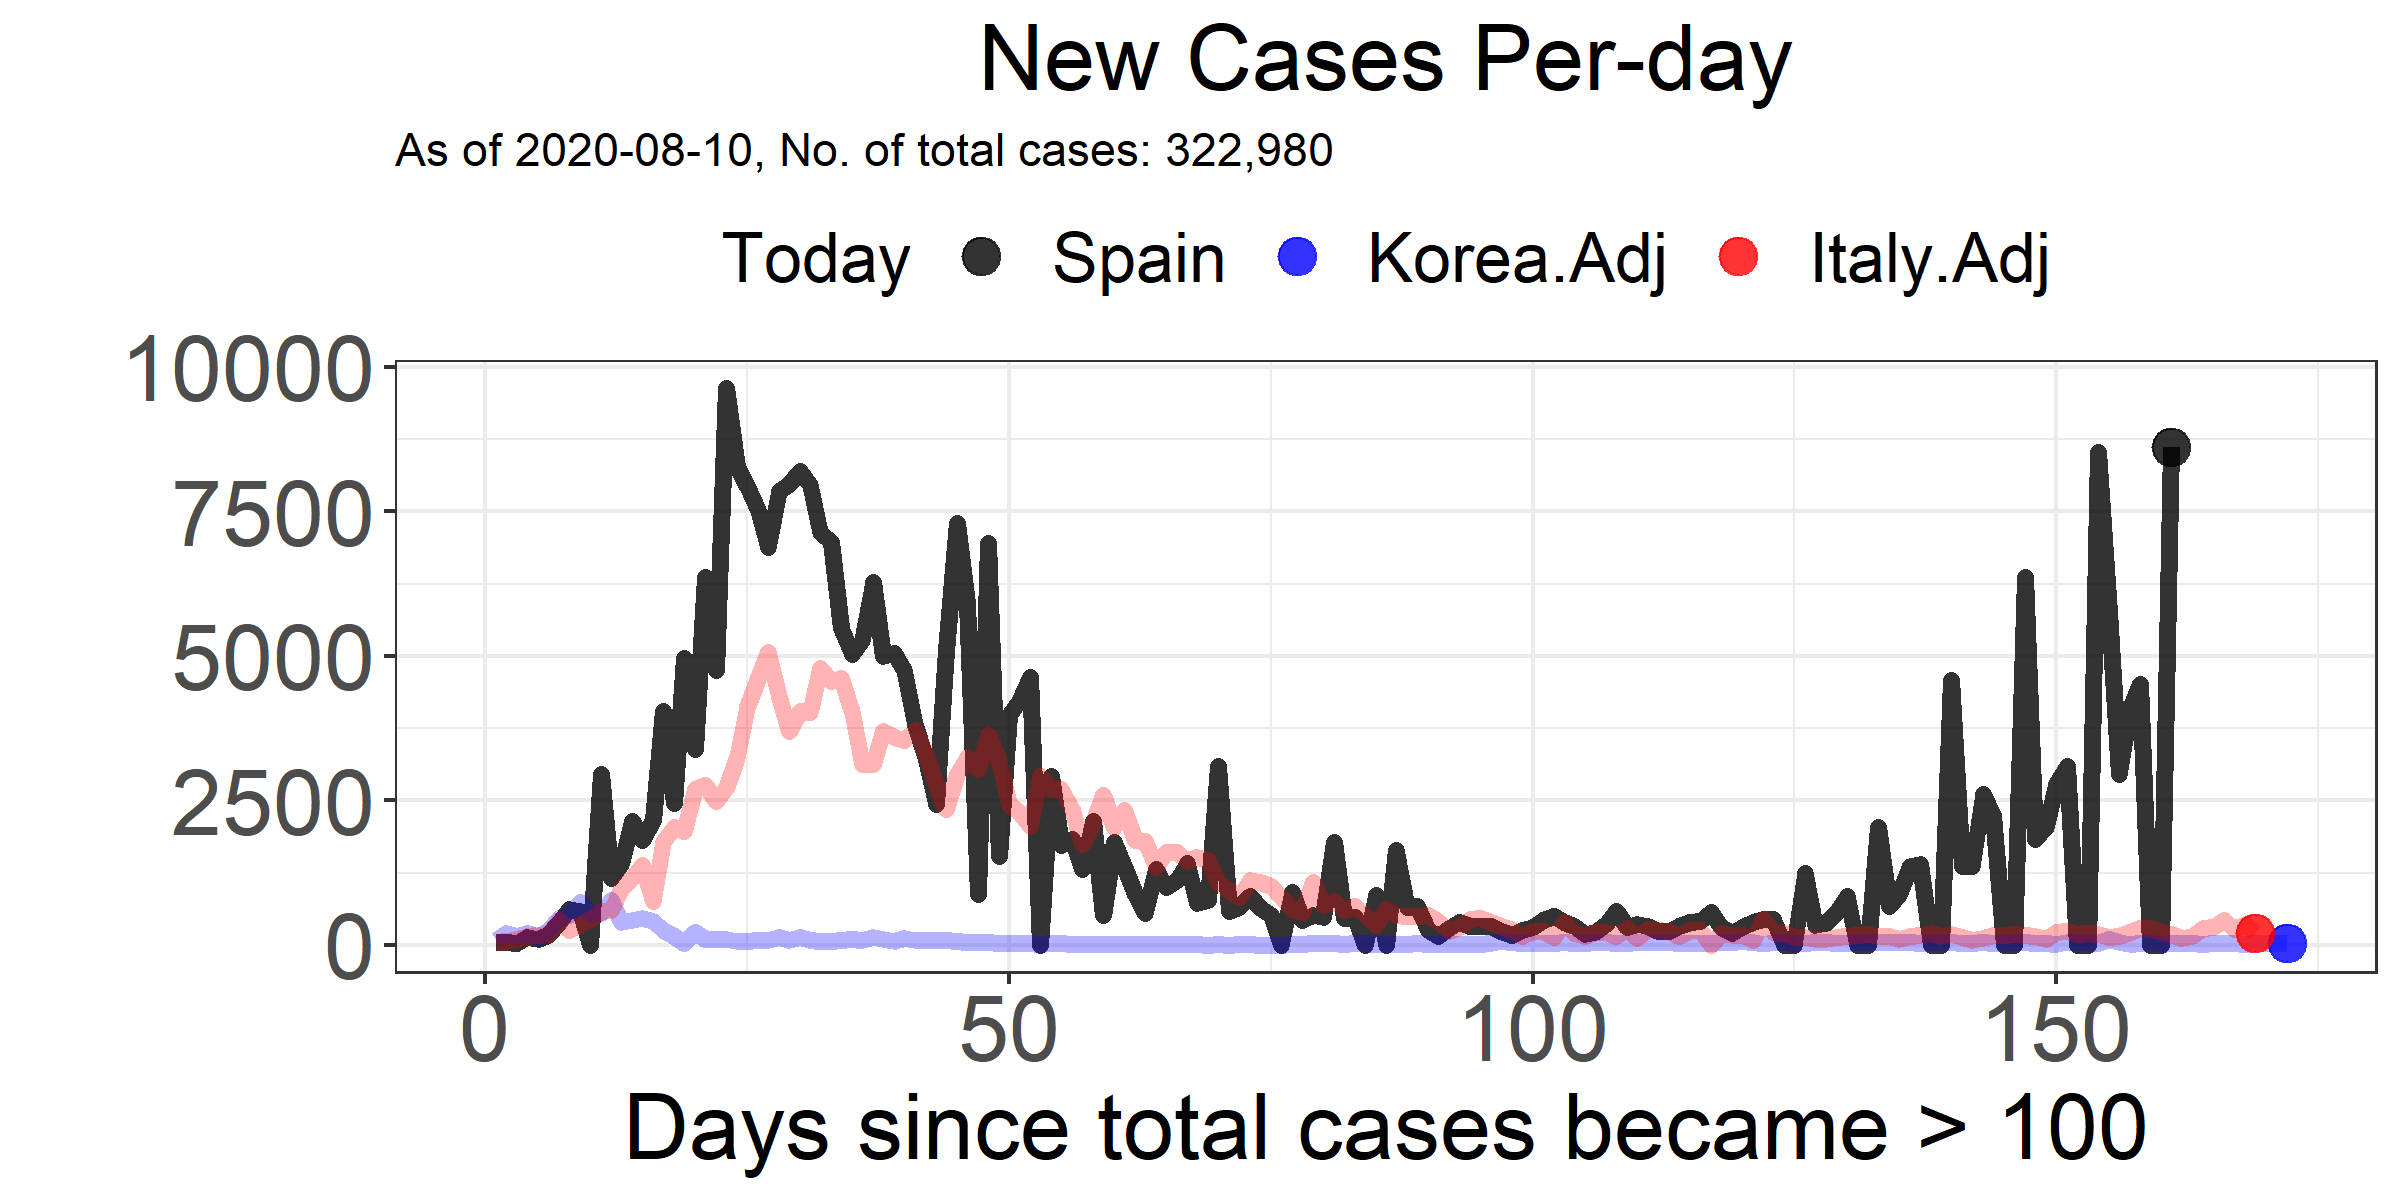 New Cases Per-day
As of 2020-08-10, No. of total cases: 322,980
Today Spain Korea.Adj Italy.Adj
10000
7500
5000
2500
0
0 50 100 150
Days since total cases became > 100